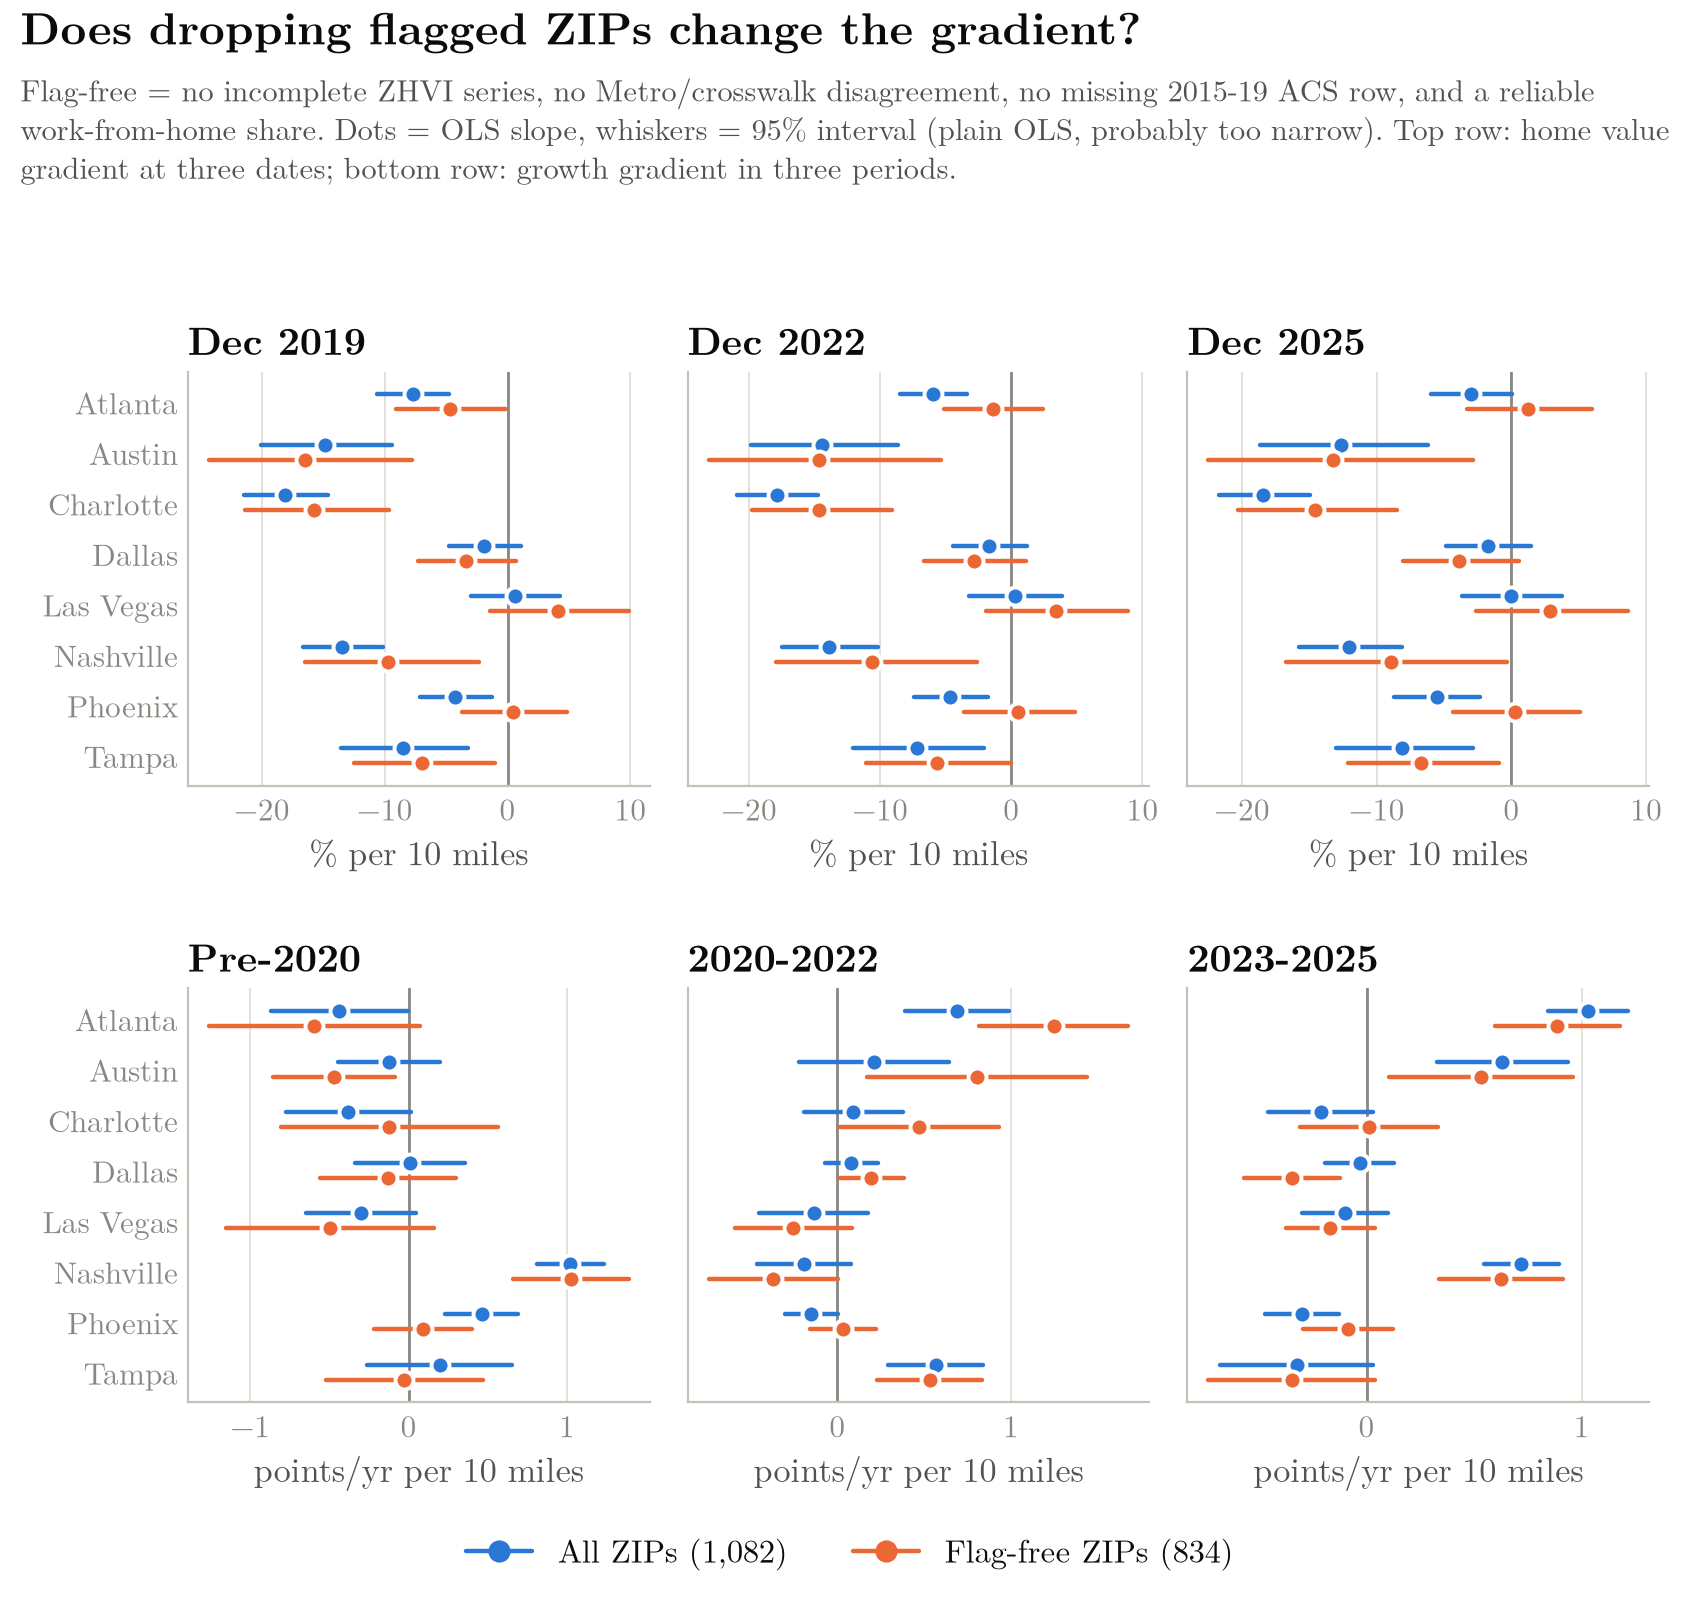 Does dropping flagged ZIPs change the gradient?
Flag-free = no incomplete ZHVI series, no Metro/crosswalk disagreement, no missing 2015-19 ACS row, and a reliable
work-from-home share. Dots = OLS slope, whiskers = 95% interval (plain OLS, probably too narrow). Top row: home value
gradient at three dates; bottom row: growth gradient in three periods.
Dec 2019
Atlanta
Austin
Charlotte
Dallas
Las Vegas
Nashville
Phoenix
Tampa
−20 −10 0 10
% per 10 miles
Dec 2022
−20 −10 0 10
% per 10 miles
Dec 2025
−20 −10 0 10
% per 10 miles
Pre-2020
Atlanta
Austin
Charlotte
Dallas
Las Vegas
Nashville
Phoenix
Tampa
−1 0 1
points/yr per 10 miles
2020-2022
0 1
points/yr per 10 miles
2023-2025
0 1
points/yr per 10 miles
All ZIPs (1,082)
Flag-free ZIPs (834)